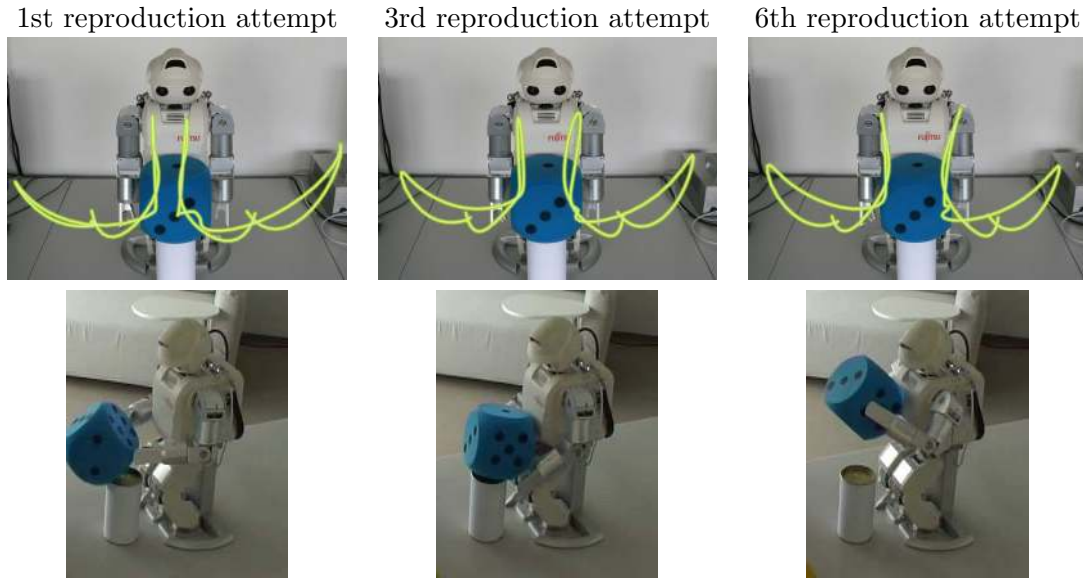 1st reproduction attempt
3rd reproduction attempt
6th reproduction attempt
FUJITSU
FUJITSU
FUJITSU